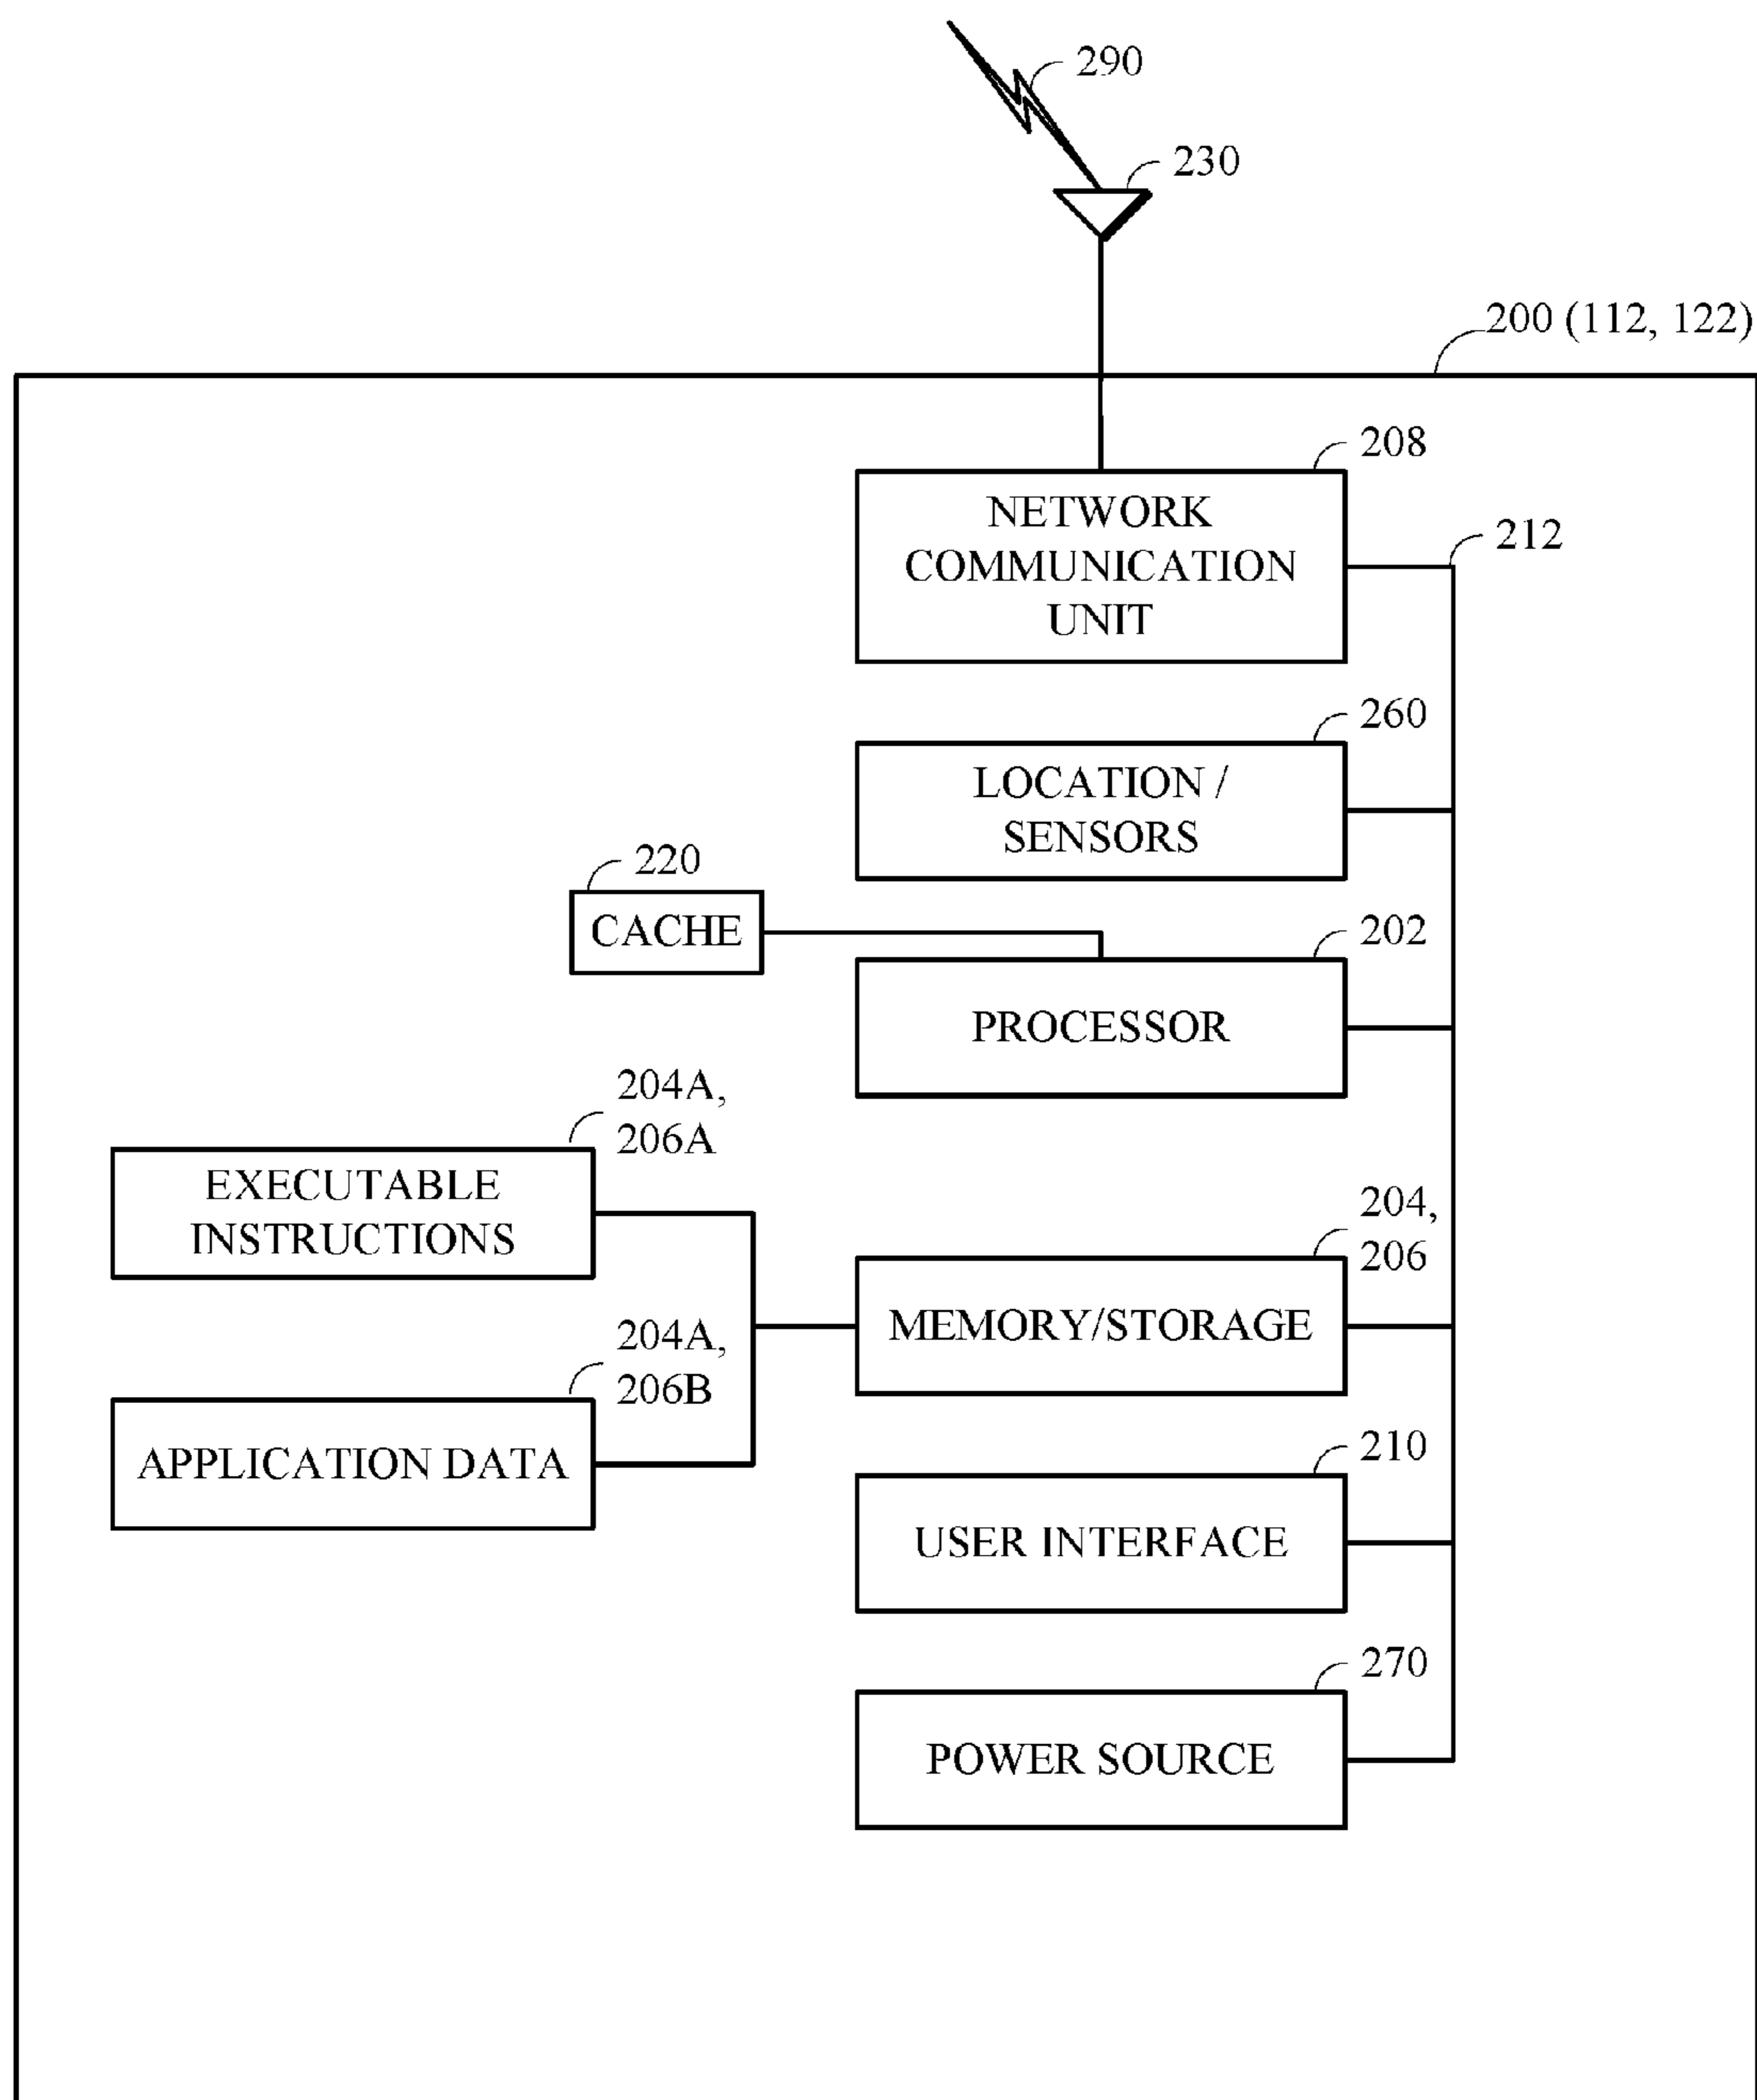 290
230
200 (112, 122)
208
NETWORK
COMMUNICATION
UNIT
212
260
LOCATION /
SENSORS
220
CACHE
202
PROCESSOR
204A,
206A
EXECUTABLE
INSTRUCTIONS
204,
206
MEMORY/STORAGE
204A,
206B
APPLICATION DATA
210
USER INTERFACE
270
POWER SOURCE